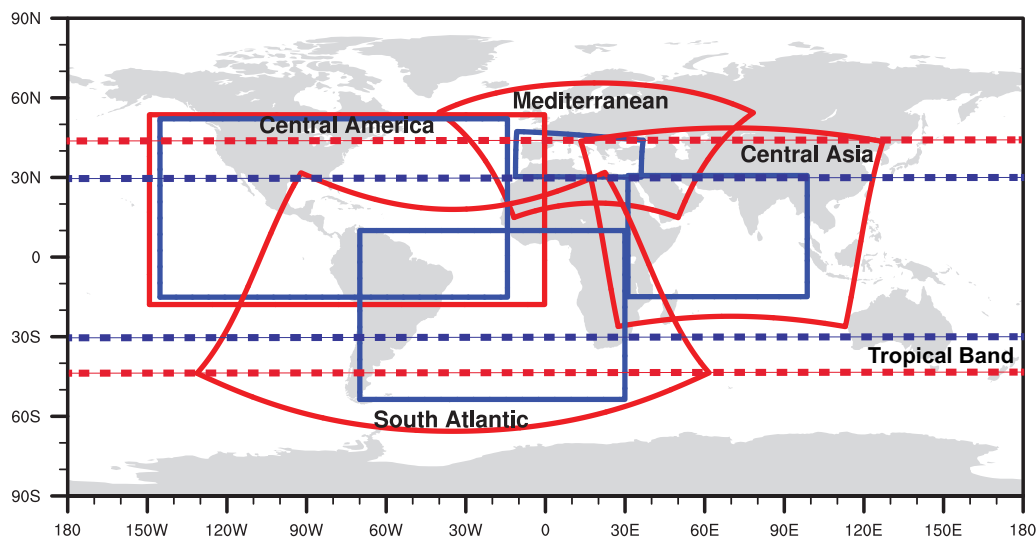 90N
60N
30N
0
30S
60S
90S
Mediterranean
Central America
Central Asia
Tropical Band
South Atlantic
180 150W 120W 90W 60W 30W 0 30E 60E 90E 120E 150E 180